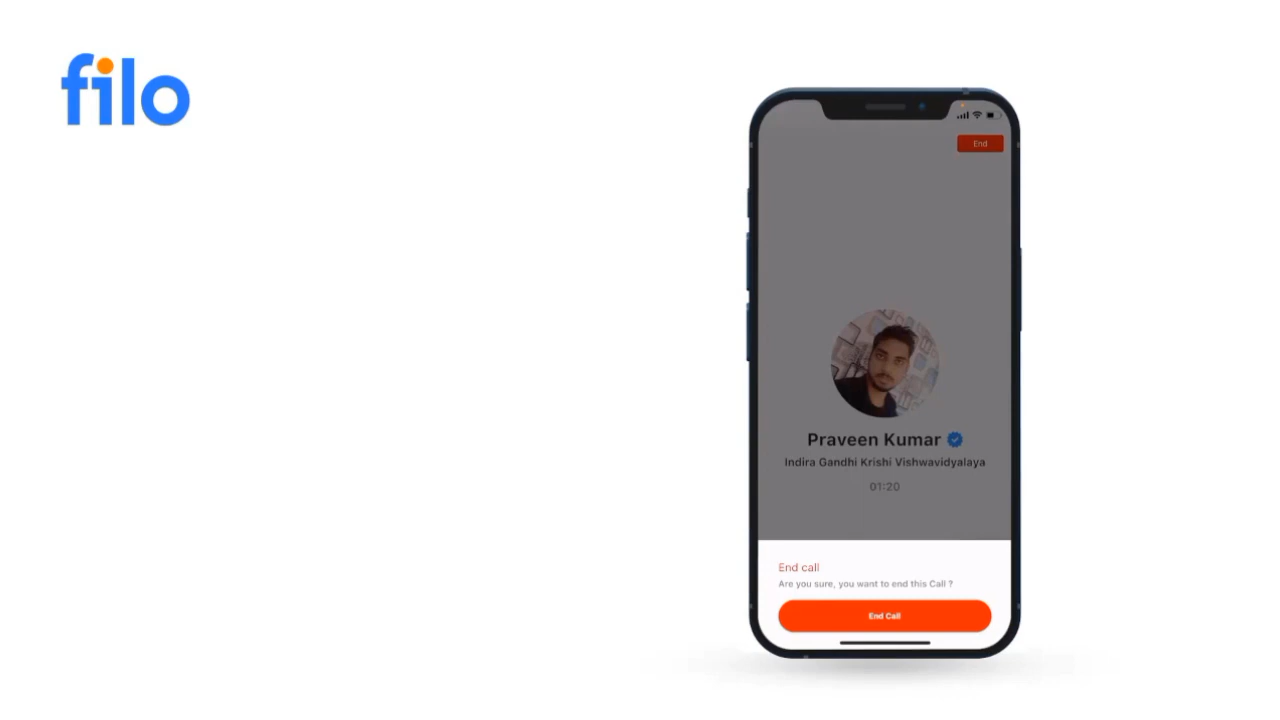 filo
End
Praveen Kumar
Indira Gandhi Krishi Vishwavidyalaya
01:20
End call
Are you sure, you want to end this Call ?
End Call